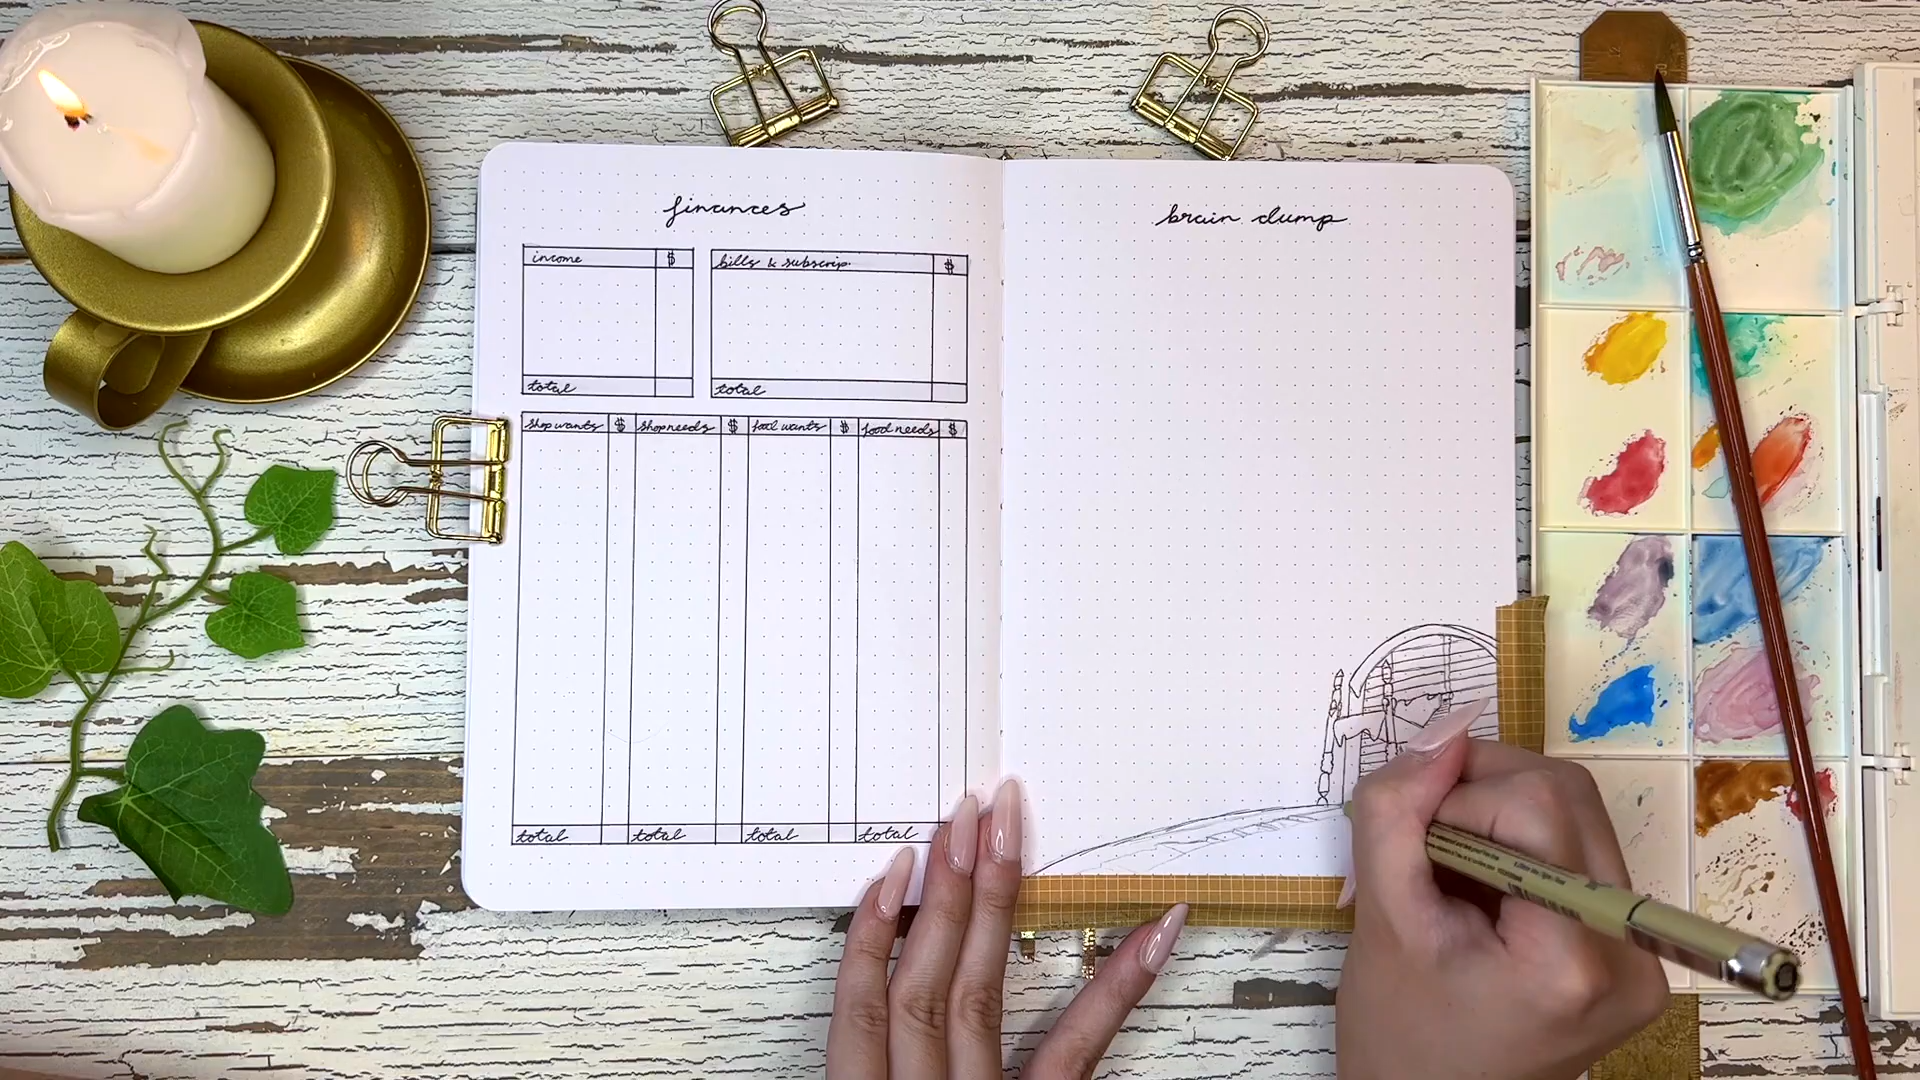 finances
brain dump
income $
bills & subscrip. $
total
total
shop wants $ shop needs $ food wants $ food needs $
total total total total